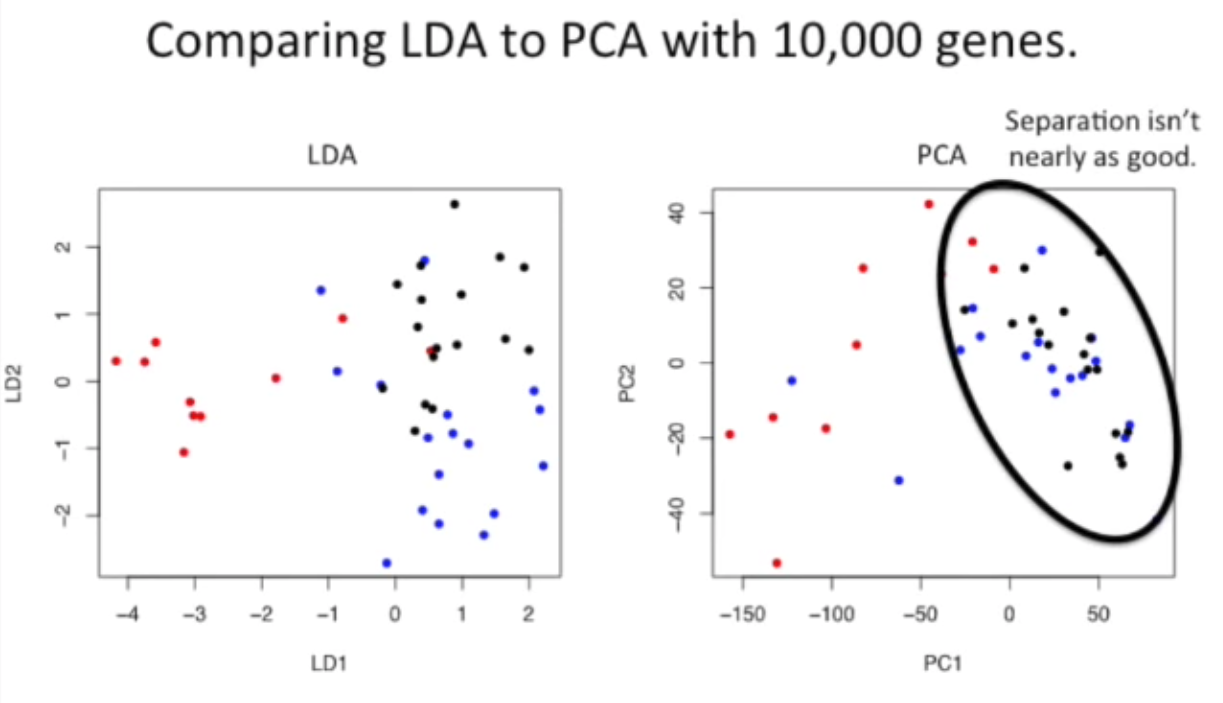 Comparing LDA to PCA with 10,000 genes.
Separation isn't
nearly as good.
LDA
PCA
LD2
2
1
0
−1
−2
−4 −3 −2 −1 0 1 2
LD1
PC2
40
20
0
−20
−40
−150 −100 −50 0 50
PC1